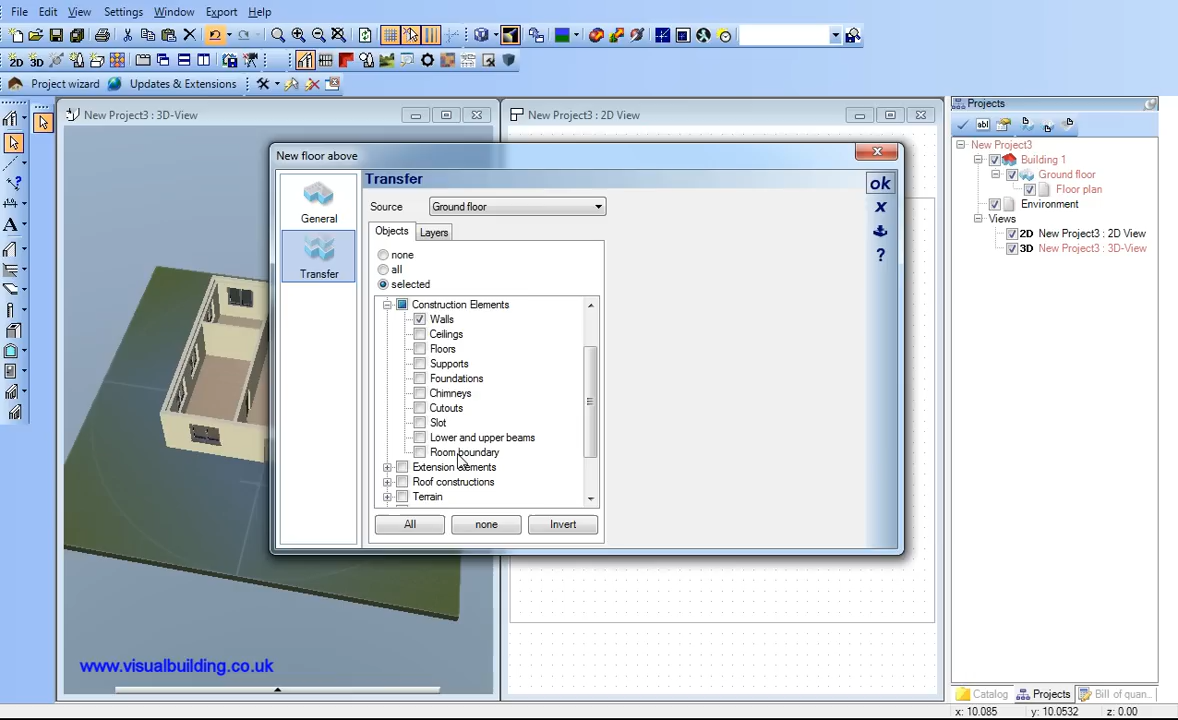 File Edit View Settings Window Export Help
2D 3D
Project wizard Updates & Extensions
New Project3 : 3D-View
New Project3 : 2D View
Projects
abl
New Project3
Building 1
Ground floor
Floor plan
Environment
Views
2D New Project3 : 2D View
3D New Project3 : 3D-View
New floor above
General
Transfer
Transfer
Source Ground floor
Objects Layers
none
all
selected
Construction Elements
Walls
Ceilings
Floors
Supports
Foundations
Chimneys
Cutouts
Slot
Lower and upper beams
Room boundary
Extension elements
Roof constructions
Terrain
All none Invert
ok
x
?
www.visualbuilding.co.uk
Catalog Projects Bill of quan...
x: 10.085 y: 10.0532 z: 0.00